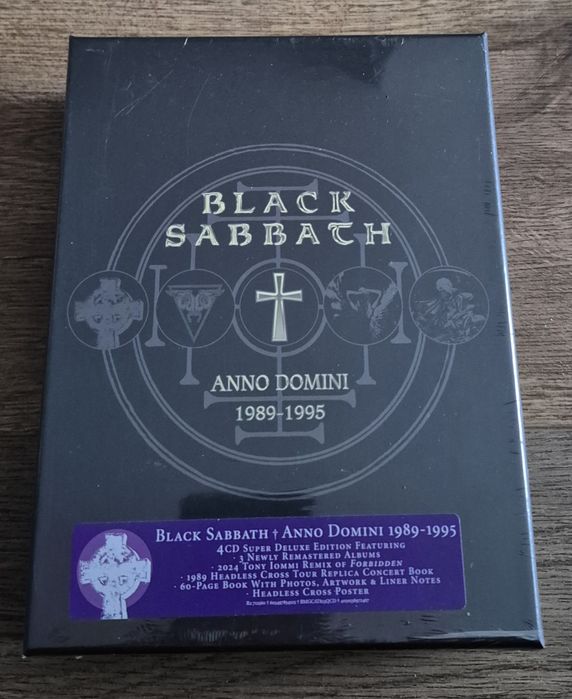 BLACK
SABBATH
ANNO DOMINI
1989-1995
BLACK SABBATH † ANNO DOMINI 1989-1995
4CD SUPER DELUXE EDITION FEATURING
· 3 NEWLY REMASTERED ALBUMS
· 2024 TONY IOMMI REMIX OF FORBIDDEN
· 1989 HEADLESS CROSS TOUR REPLICA CONCERT BOOK
· 60-PAGE BOOK WITH PHOTOS, ARTWORK & LINER NOTES
· HEADLESS CROSS POSTER